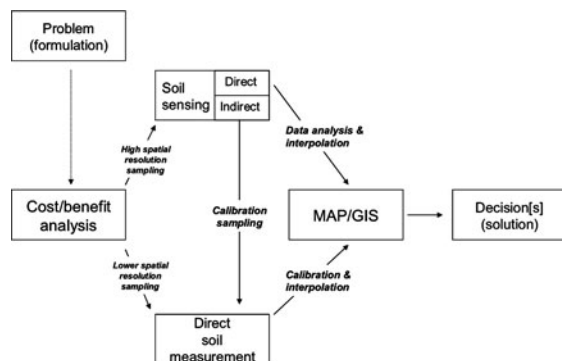 Problem
(formulation)
Soil
sensing
Direct
Indirect
High spatial
resolution
sampling
Data analysis &
interpolation
Cost/benefit
analysis
Calibration
sampling
MAP/GIS
Decision[s]
(solution)
Lower spatial
resolution
sampling
Calibration &
interpolation
Direct
soil
measurement